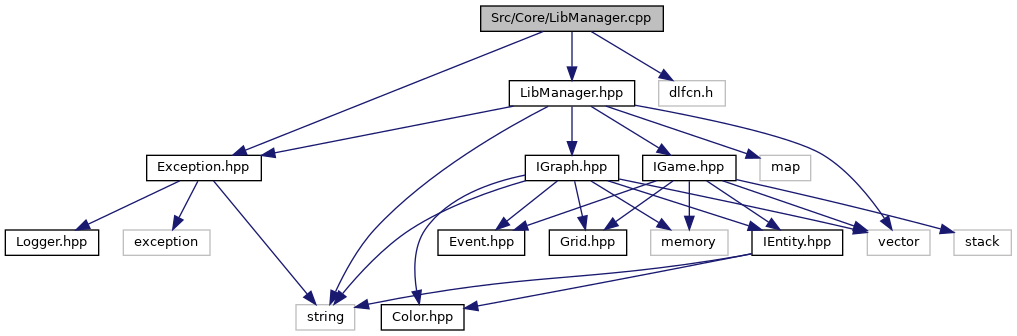 Src/Core/LibManager.cpp
LibManager.hpp
dlfcn.h
Exception.hpp
IGraph.hpp
IGame.hpp
map
Logger.hpp
exception
Event.hpp
Grid.hpp
memory
IEntity.hpp
vector
stack
string
Color.hpp